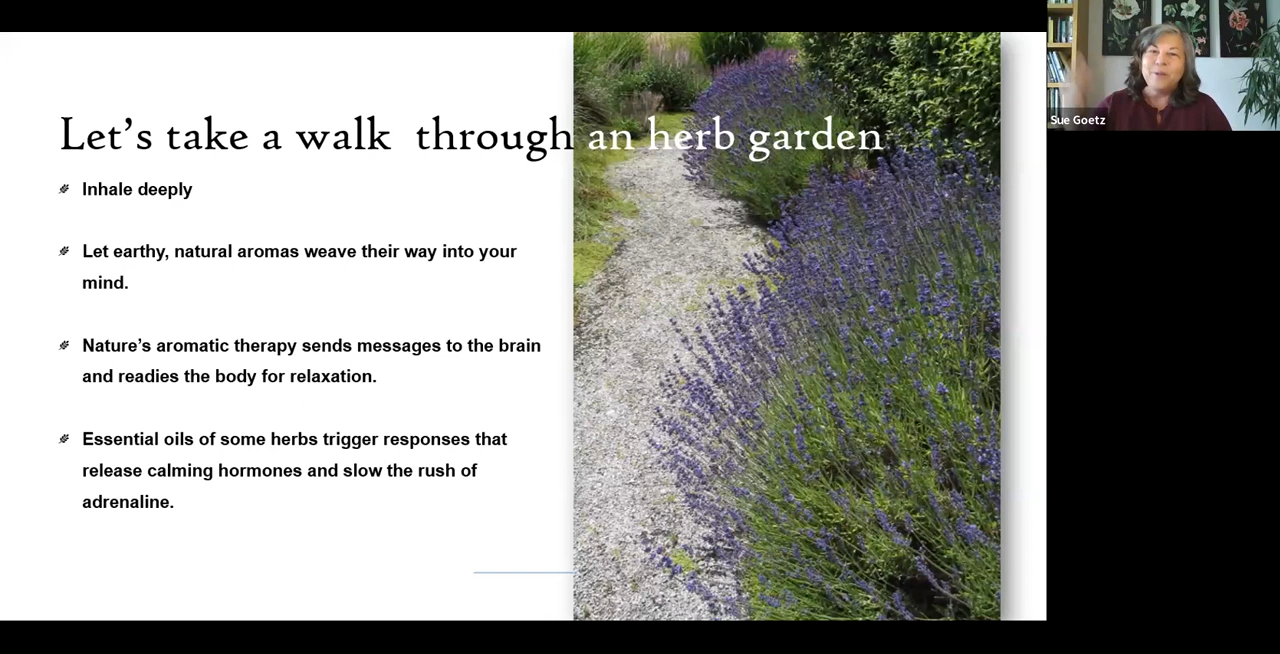 Let’s take a walk  through an herb garden
Inhale deeply
Let earthy, natural aromas weave their way into your
mind.
Nature’s aromatic therapy sends messages to the brain
and readies the body for relaxation.
Essential oils of some herbs trigger responses that
release calming hormones and slow the rush of
adrenaline.
Sue Goetz